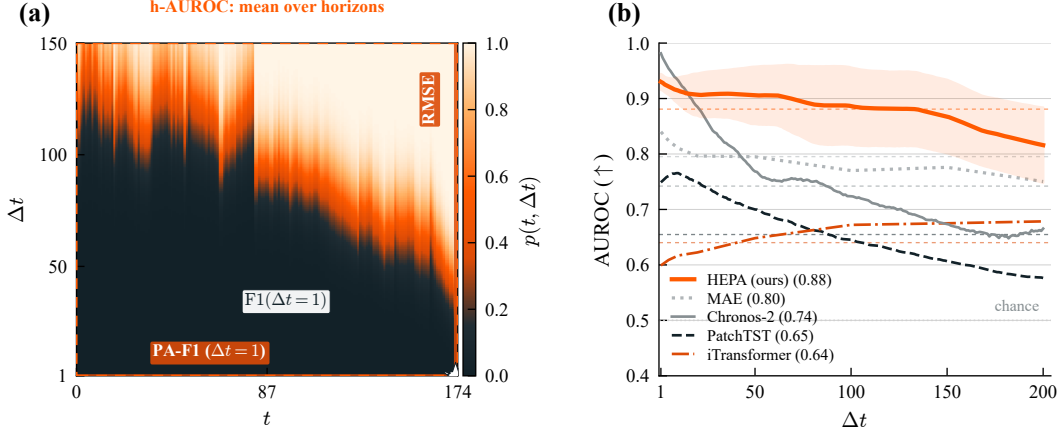 (a)
h-AUROC: mean over horizons
150
100
50
1
Δt
0
87
174
t
RMSE
F1(Δt = 1)
PA-F1 (Δt = 1)
1.0
0.8
0.6
0.4
0.2
0.0
p(t, Δt)
(b)
1.0
0.9
0.8
0.7
0.6
0.5
0.4
AUROC (↑)
HEPA (ours) (0.88)
MAE (0.80)
Chronos-2 (0.74)
PatchTST (0.65)
iTransformer (0.64)
chance
1
50
100
150
200
Δt